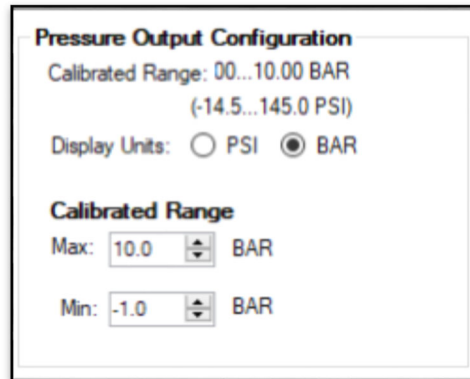 Pressure Output Configuration
Calibrated Range: 00...10.00 BAR
(-14.5...145.0 PSI)
Display Units: PSI BAR
Calibrated Range
Max: 10.0 BAR
Min: -1.0 BAR